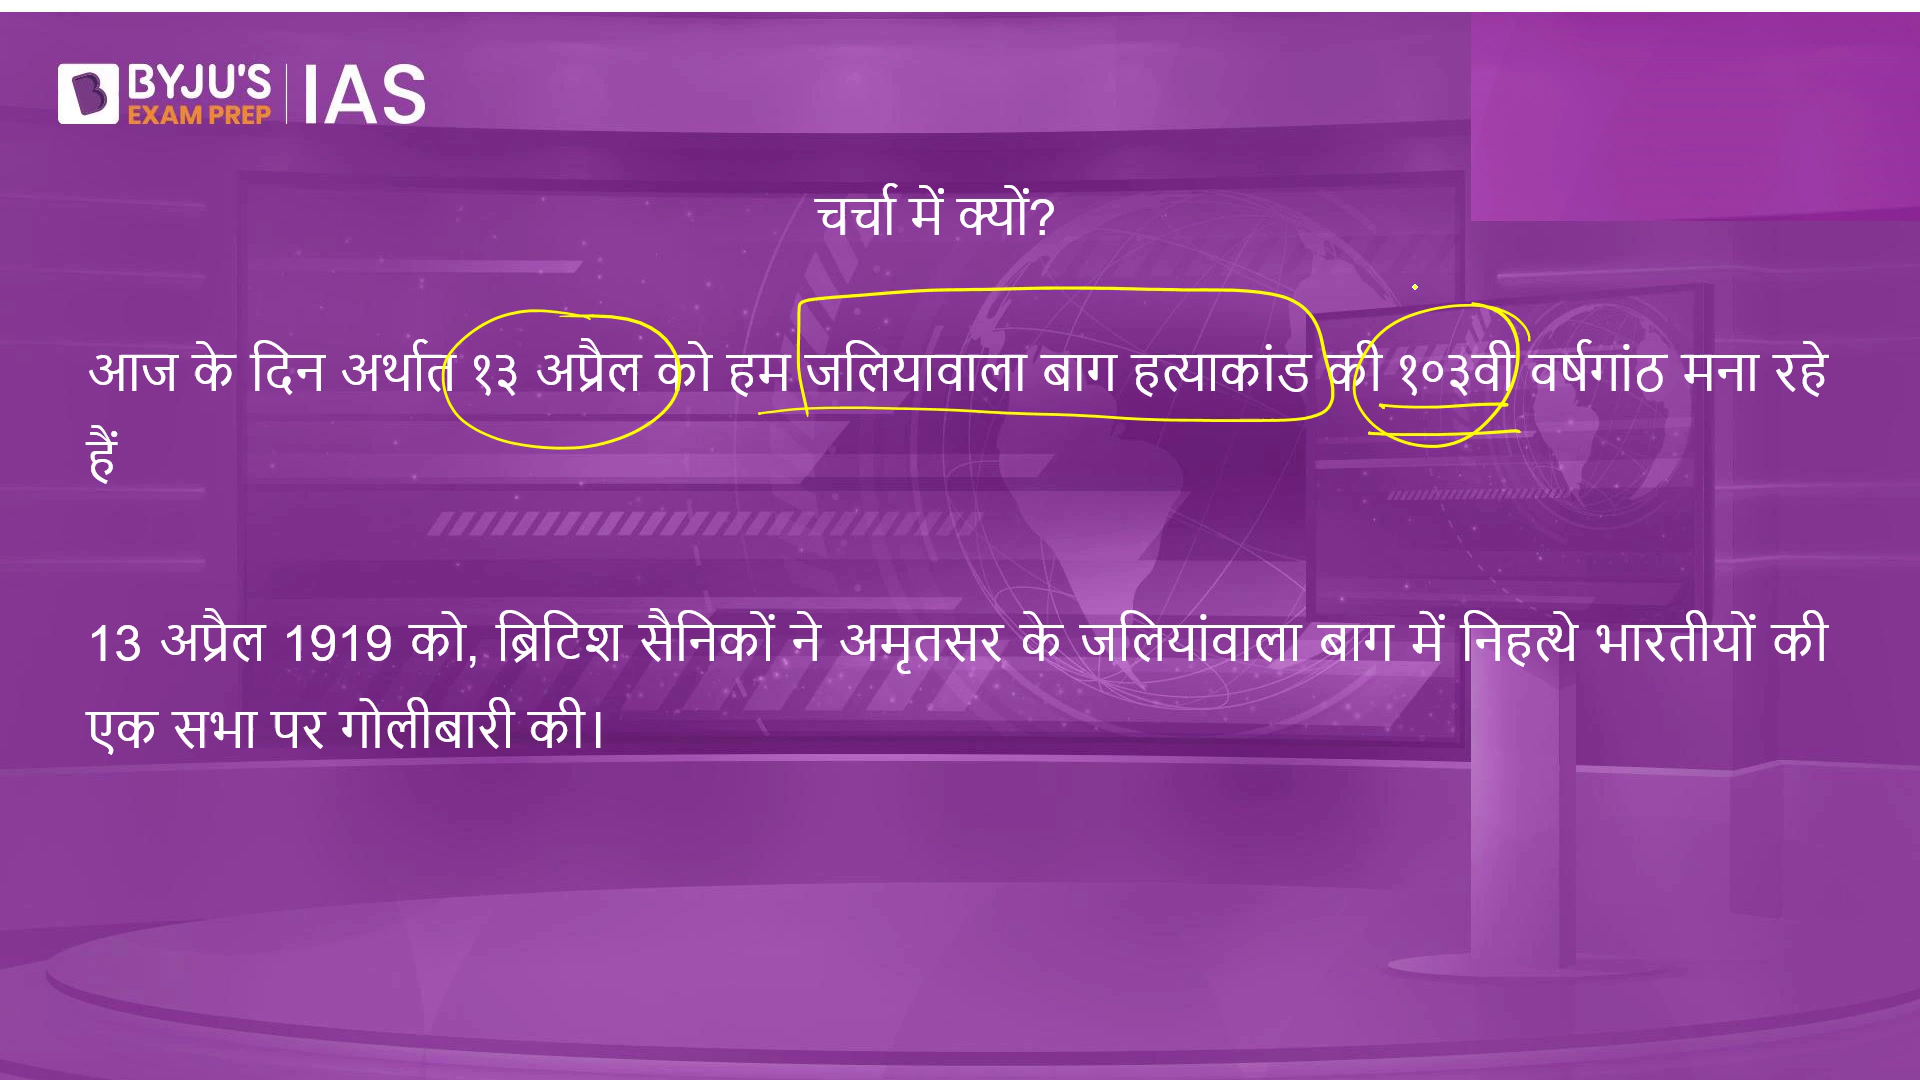 BYJU'S
EXAM PREP
IAS
चर्चा में क्यों?
आज के दिन अर्थात १३ अप्रैल को हम जलियावाला बाग हत्याकांड की १०३वी वर्षगांठ मना रहे
हैं
13 अप्रैल 1919 को, ब्रिटिश सैनिकों ने अमृतसर के जलियांवाला बाग में निहत्थे भारतीयों की
एक सभा पर गोलीबारी की।